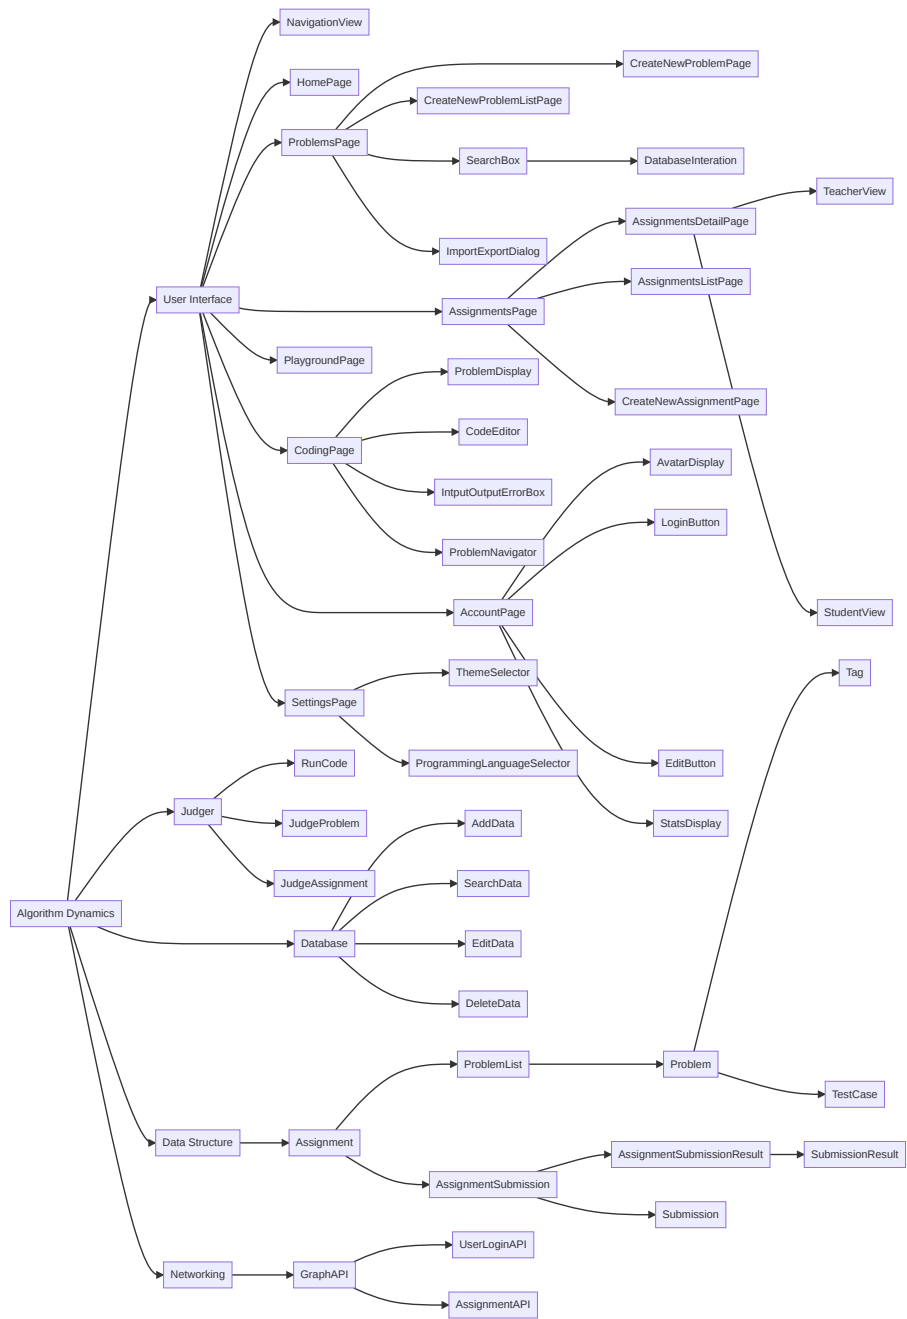 NavigationView
CreateNewProblemPage
HomePage
CreateNewProblemListPage
ProblemsPage
SearchBox
DatabaseInteration
TeacherView
AssignmentsDetailPage
ImportExportDialog
AssignmentsListPage
User Interface
AssignmentsPage
PlaygroundPage
ProblemDisplay
CreateNewAssignmentPage
CodeEditor
CodingPage
AvatarDisplay
IntputOutputErrorBox
LoginButton
ProblemNavigator
AccountPage
StudentView
ThemeSelector
Tag
SettingsPage
RunCode
ProgrammingLanguageSelector
EditButton
Judger
JudgeProblem
AddData
StatsDisplay
JudgeAssignment
SearchData
Algorithm Dynamics
Database
EditData
DeleteData
ProblemList
Problem
TestCase
Data Structure
Assignment
AssignmentSubmissionResult
SubmissionResult
AssignmentSubmission
Submission
UserLoginAPI
Networking
GraphAPI
AssignmentAPI